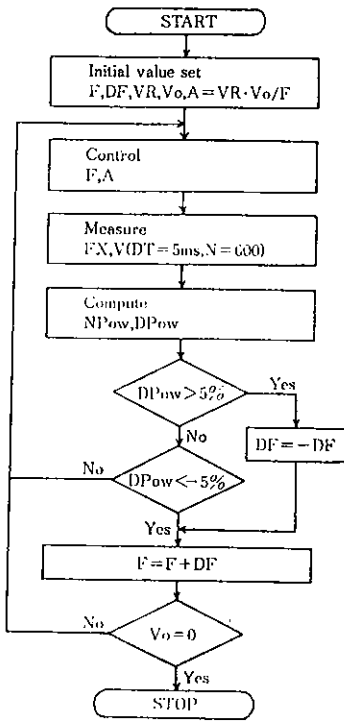 START
Initial value set
F,DF,VR,Vo,A=VR·Vo/F
Control
F,A
Measure
FX,V(DT=5ms,N=600)
Compute
NPow,DPow
DPow>5%
Yes
No
DF=-DF
No
DPow<-5%
Yes
F=F+DF
No
Vo=0
Yes
STOP